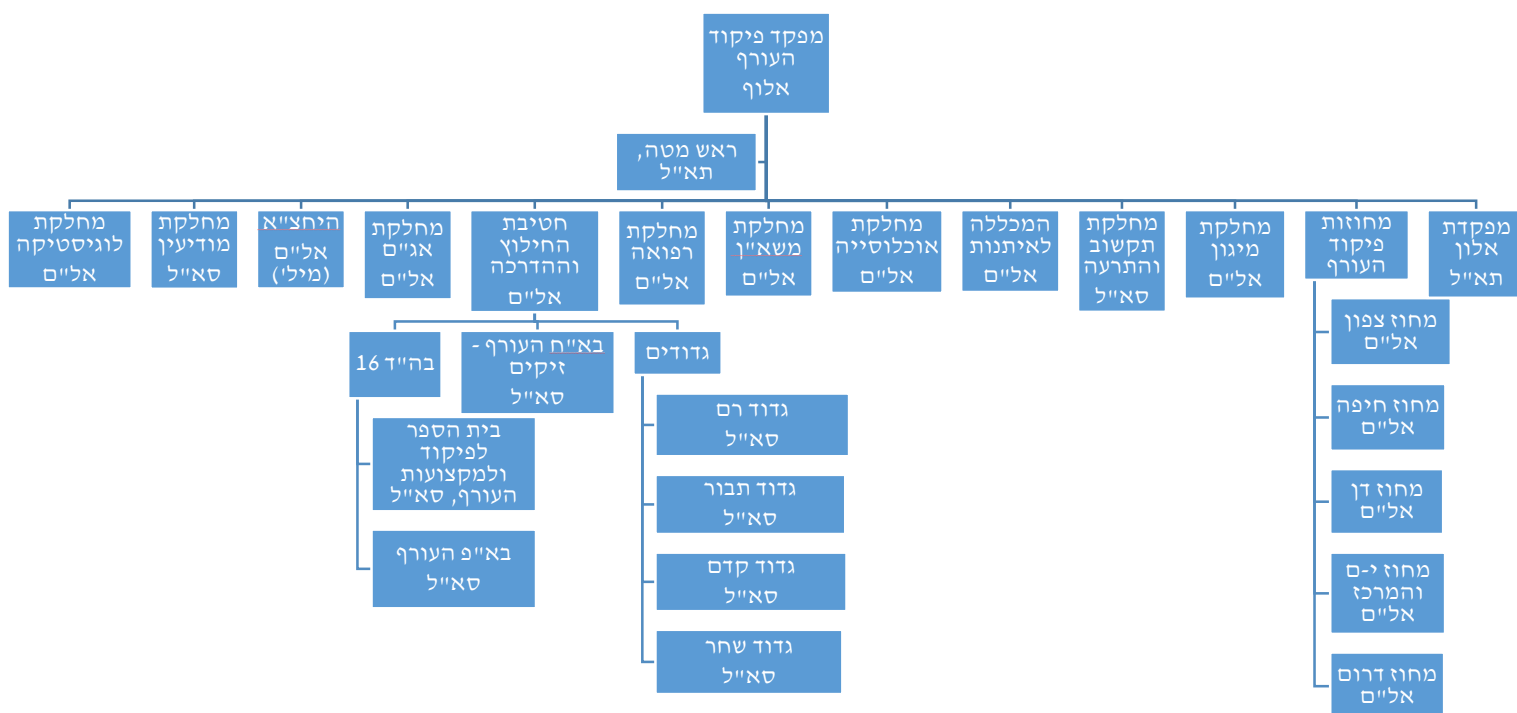 מפקד פיקוד
העורף
אלוף
ראש מטה,
תא"ל
מפקדת
אלון
תא"ל
מחוזות
פיקוד
העורף
מחלקת
מיגון
אל"ם
מחלקת
תקשוב
והתרעה
סא"ל
המכללה
לאיתנות
אל"ם
מחלקת
אוכלוסייה
אל"ם
מחלקת
משא"ן
אל"ם
מחלקת
רפואה
אל"ם
חטיבת
החילוץ
וההדרכה
אל"ם
מחלקת
אג"ם
אל"ם
היחצ"א
אל"ם
(מיל')
מחלקת
מודיעין
סא"ל
מחלקת
לוגיסטיקה
אל"ם
מחוז צפון
אל"ם
מחוז חיפה
אל"ם
מחוז דן
אל"ם
מחוז י-ם
והמרכז
אל"ם
מחוז דרום
אל"ם
גדודים
גדוד רם
סא"ל
גדוד תבור
סא"ל
גדוד קדם
סא"ל
גדוד שחר
סא"ל
בא"ח העורף -
זיקים
סא"ל
בה"ד 16
בית הספר
לפיקוד
ולמקצועות
העורף, סא"ל
בא"פ העורף
סא"ל